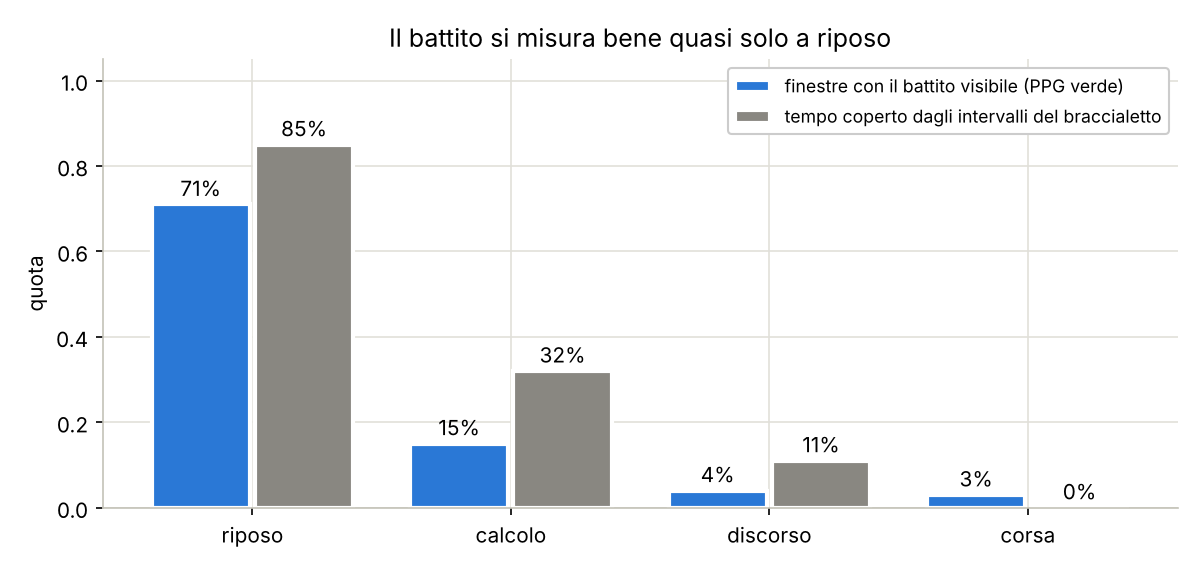 Il battito si misura bene quasi solo a riposo
finestre con il battito visibile (PPG verde)
tempo coperto dagli intervalli del braccialetto
quota
1.0
0.8
0.6
0.4
0.2
0.0
71%
85%
15%
32%
4%
11%
3%
0%
riposo
calcolo
discorso
corsa